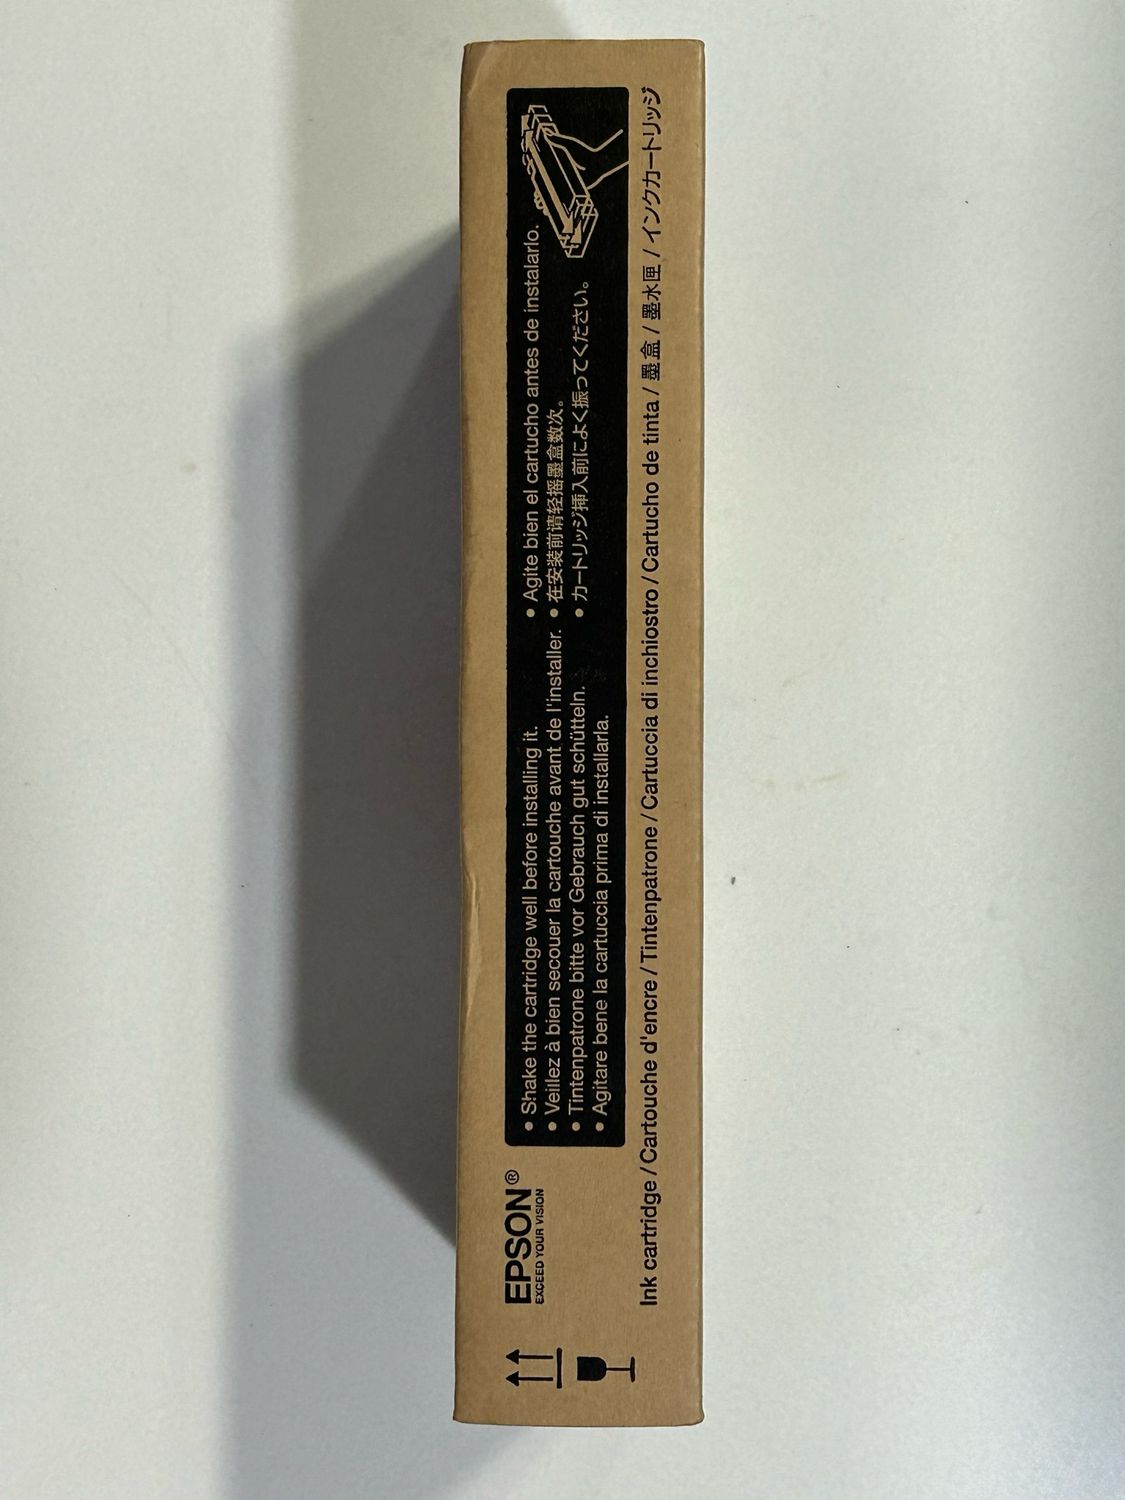 EPSON®
EXCEED YOUR VISION
• Shake the cartridge well before installing it.
• Veillez à bien secouer la cartouche avant de l'installer.
• Tintenpatrone bitte vor Gebrauch gut schütteln.
• Agitare bene la cartuccia prima di installarla.
• Agite bien el cartucho antes de instalarlo.
• 在安装前请轻摇墨盒数次。
• カートリッジ挿入前によく振ってください。
Ink cartridge / Cartouche d'encre / Tintenpatrone / Cartuccia di inchiostro / Cartucho de tinta / 墨盒 / 墨水匣 / インクカートリッジ